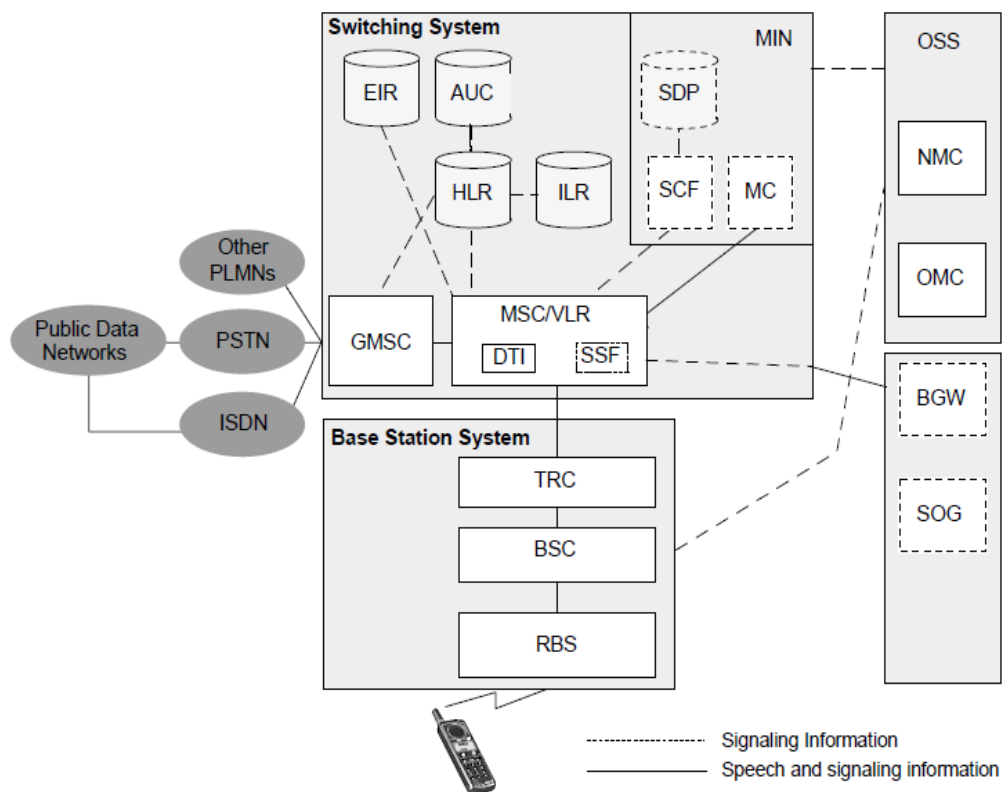 Switching System
MIN
OSS
EIR
AUC
SDP
NMC
HLR
ILR
SCF
MC
Other
PLMNs
OMC
MSC/VLR
Public Data
Networks
PSTN
GMSC
DTI
SSF
BGW
ISDN
Base Station System
TRC
SOG
BSC
RBS
Signaling Information
Speech and signaling information